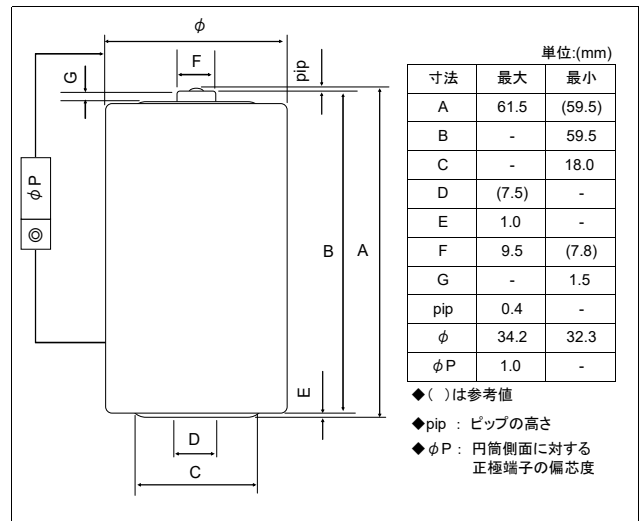 φ
F
G
pip
φP
◎
B
A
E
D
C
単位:(mm)
寸法 最大 最小
A 61.5 (59.5)
B - 59.5
C - 18.0
D (7.5) -
E 1.0 -
F 9.5 (7.8)
G - 1.5
pip 0.4 -
φ 34.2 32.3
φP 1.0 -
◆( )は参考値
◆pip : ピップの高さ
◆φP : 円筒側面に対する
正極端子の偏芯度